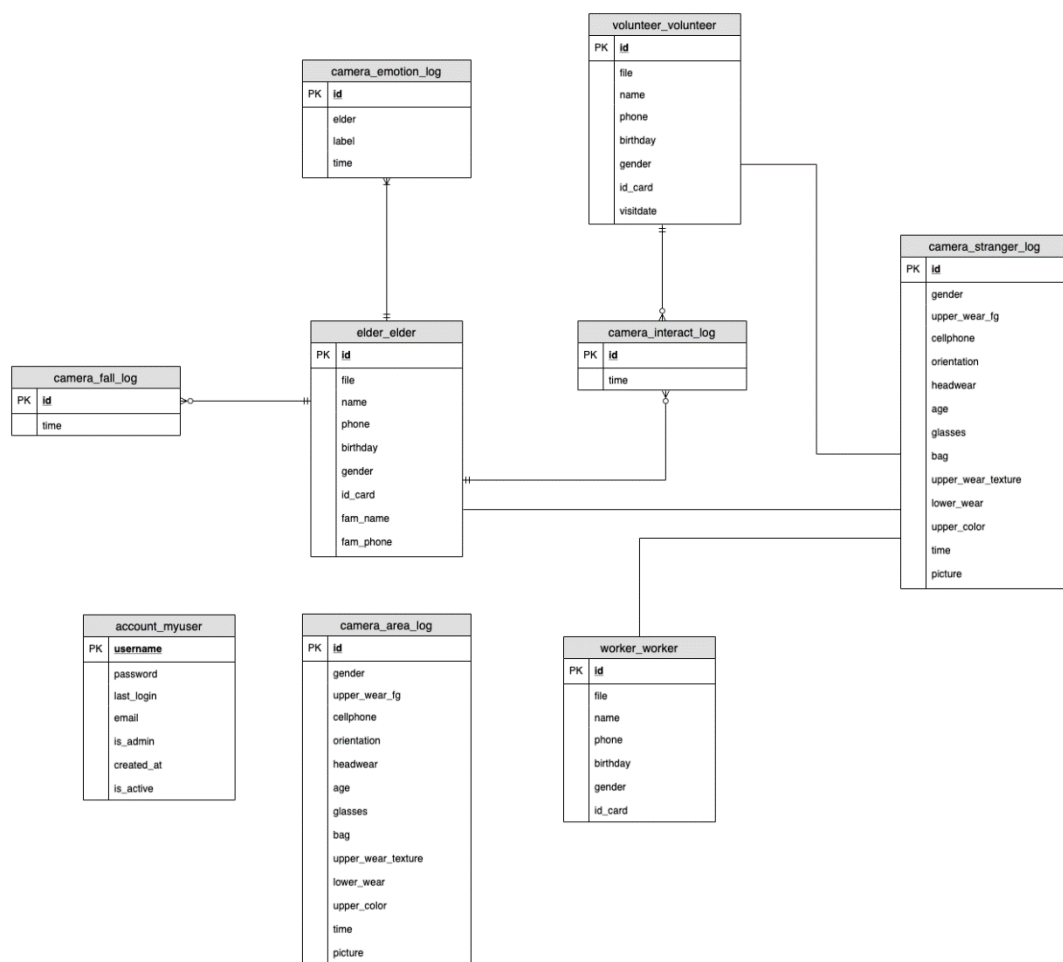 volunteer_volunteer
PK id
file
name
phone
birthday
gender
id_card
visitdate
camera_emotion_log
PK id
elder
label
time
camera_stranger_log
PK id
gender
upper_wear_fg
cellphone
orientation
headwear
age
glasses
bag
upper_wear_texture
lower_wear
upper_color
time
picture
elder_elder
PK id
file
name
phone
birthday
gender
id_card
fam_name
fam_phone
camera_interact_log
PK id
time
camera_fall_log
PK id
time
account_myuser
PK username
password
last_login
email
is_admin
created_at
is_active
camera_area_log
PK id
gender
upper_wear_fg
cellphone
orientation
headwear
age
glasses
bag
upper_wear_texture
lower_wear
upper_color
time
picture
worker_worker
PK id
file
name
phone
birthday
gender
id_card